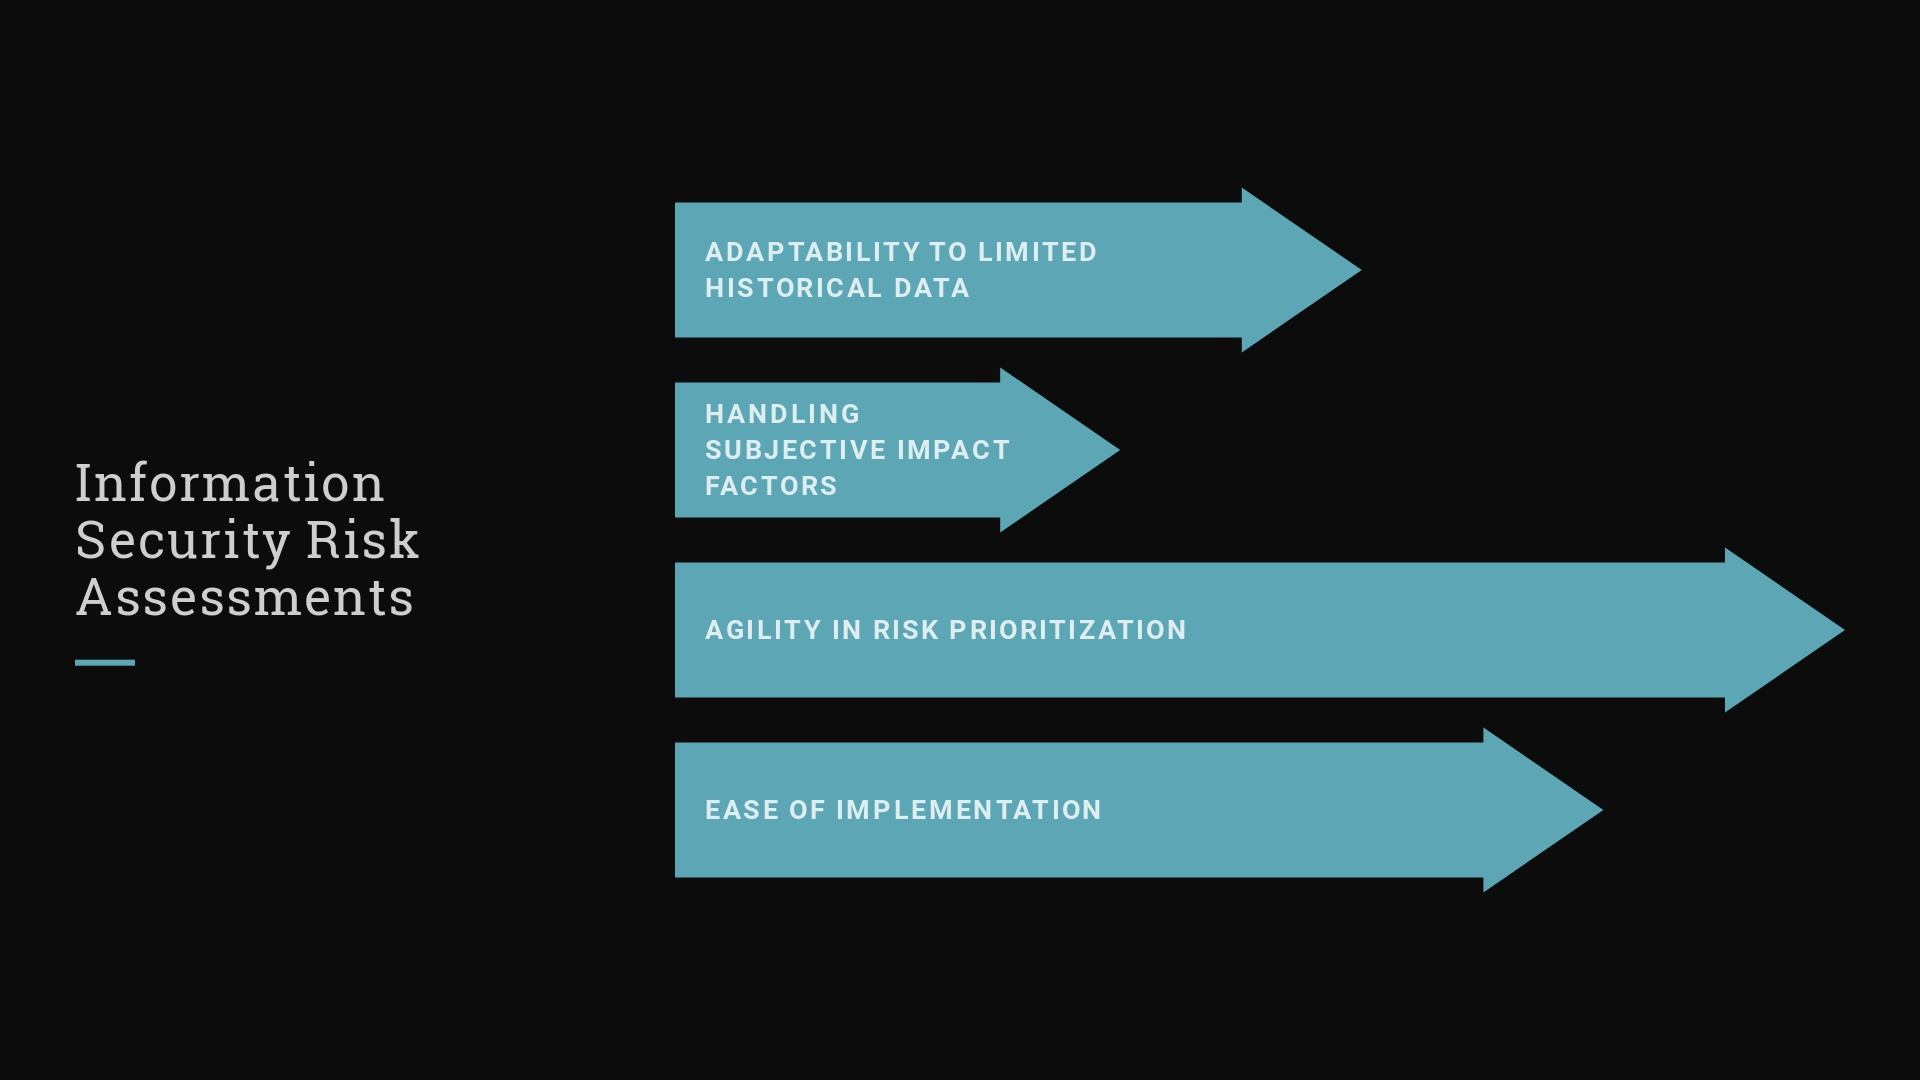 Information
Security Risk
Assessments
ADAPTABILITY TO LIMITED
HISTORICAL DATA
HANDLING
SUBJECTIVE IMPACT
FACTORS
AGILITY IN RISK PRIORITIZATION
EASE OF IMPLEMENTATION